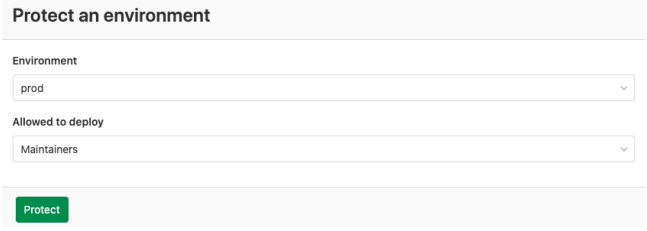 Protect an environment
Environment
prod
Allowed to deploy
Maintainers
Protect